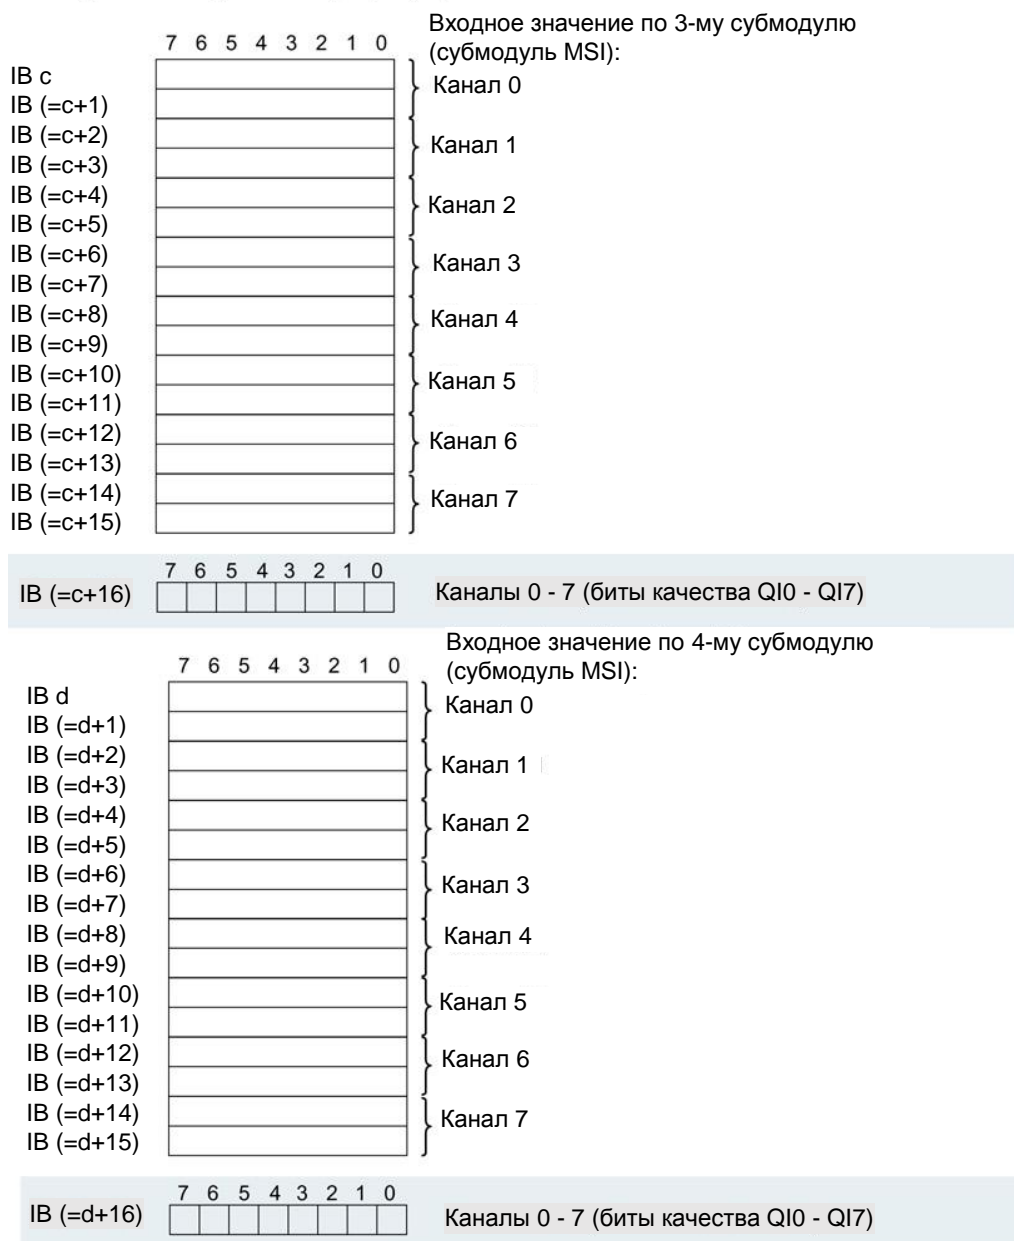 Входное значение по 3-му субмодулю
7 6 5 4 3 2 1 0
(субмодуль MSI):
IB c
Канал 0
IB (=c+1)
IB (=c+2)
Канал 1
IB (=c+3)
IB (=c+4)
Канал 2
IB (=c+5)
IB (=c+6)
Канал 3
IB (=c+7)
IB (=c+8)
Канал 4
IB (=c+9)
IB (=c+10)
Канал 5
IB (=c+11)
IB (=c+12)
Канал 6
IB (=c+13)
IB (=c+14)
Канал 7
IB (=c+15)
7 6 5 4 3 2 1 0
IB (=c+16)
Каналы 0 - 7 (биты качества QI0 - QI7)
Входное значение по 4-му субмодулю
7 6 5 4 3 2 1 0
(субмодуль MSI):
IB d
Канал 0
IB (=d+1)
IB (=d+2)
Канал 1
IB (=d+3)
IB (=d+4)
Канал 2
IB (=d+5)
IB (=d+6)
Канал 3
IB (=d+7)
IB (=d+8)
Канал 4
IB (=d+9)
IB (=d+10)
Канал 5
IB (=d+11)
IB (=d+12)
Канал 6
IB (=d+13)
IB (=d+14)
Канал 7
IB (=d+15)
7 6 5 4 3 2 1 0
IB (=d+16)
Каналы 0 - 7 (биты качества QI0 - QI7)